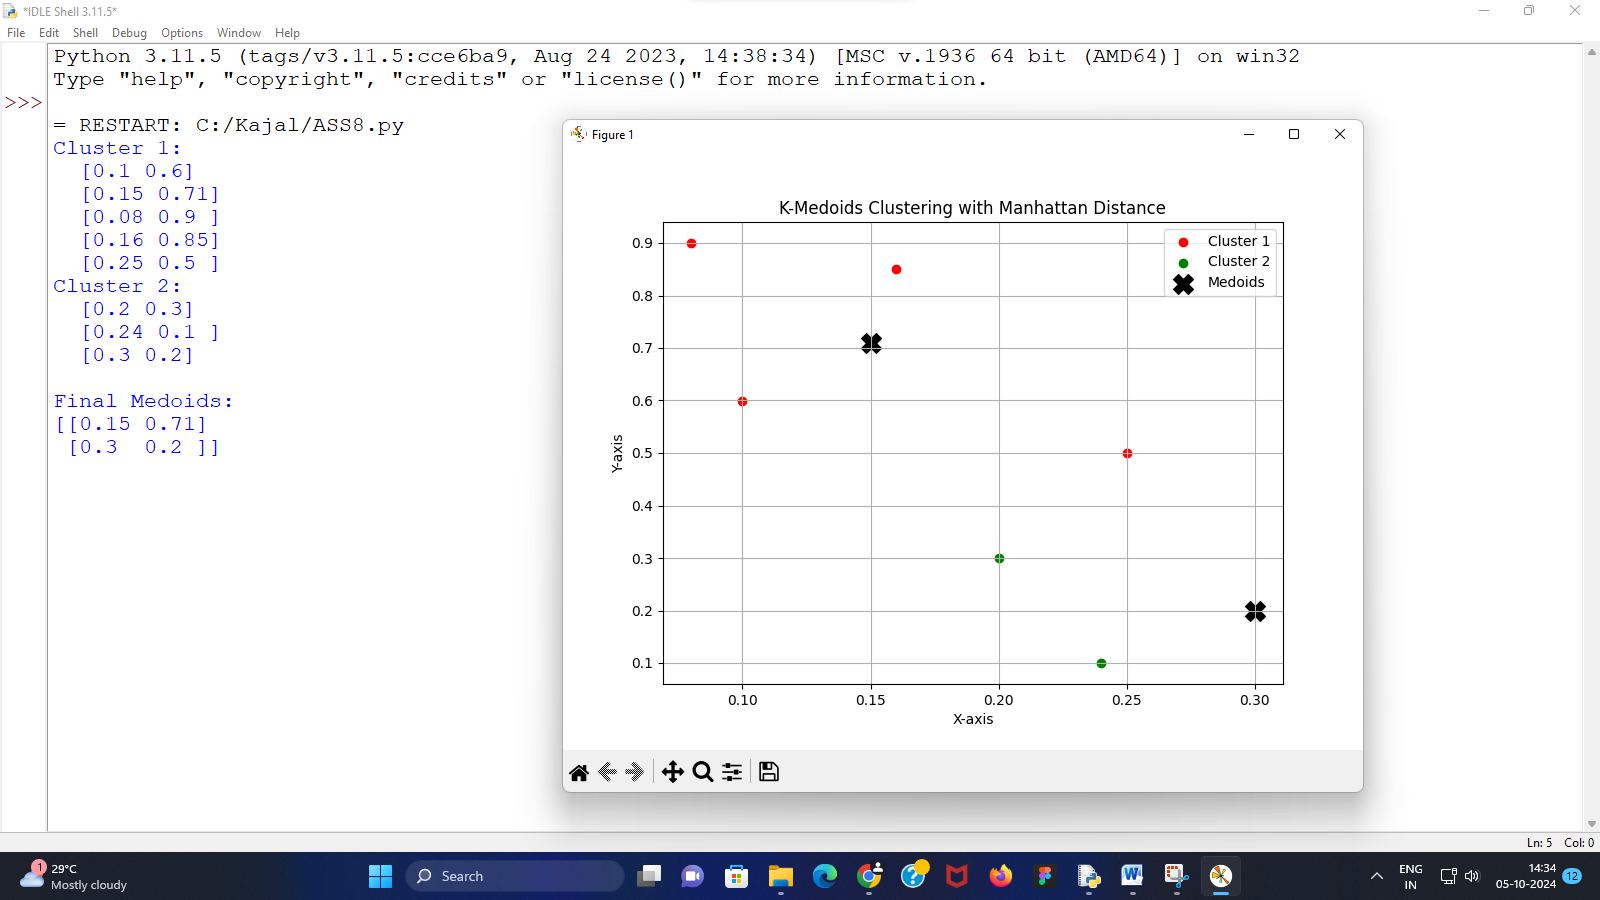 *IDLE Shell 3.11.5*
File Edit Shell Debug Options Window Help
Python 3.11.5 (tags/v3.11.5:cce6ba9, Aug 24 2023, 14:38:34) [MSC v.1936 64 bit (AMD64)] on win32
Type "help", "copyright", "credits" or "license()" for more information.
>>>
= RESTART: C:/Kajal/ASS8.py
Cluster 1:
[0.1 0.6]
[0.15 0.71]
[0.08 0.9 ]
[0.16 0.85]
[0.25 0.5 ]
Cluster 2:
[0.2 0.3]
[0.24 0.1 ]
[0.3 0.2]
Final Medoids:
[[0.15 0.71]
[0.3  0.2 ]]
Figure 1
K-Medoids Clustering with Manhattan Distance
Cluster 1
Cluster 2
Medoids
0.9
0.8
0.7
0.6
0.5
0.4
0.3
0.2
0.1
Y-axis
0.10 0.15 0.20 0.25 0.30
X-axis
Ln: 5 Col: 0
1
29°C
Mostly cloudy
Search
ENG
IN
14:34
05-10-2024
12